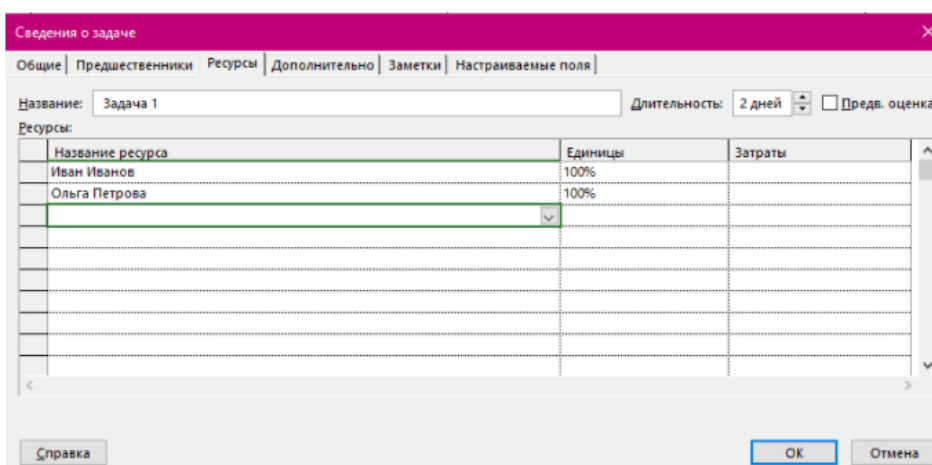 Сведения о задаче
Общие Предшественники Ресурсы Дополнительно Заметки Настраиваемые поля
Название: Задача 1 Длительность: 2 дней Предв. оценка
Ресурсы:
Название ресурса Единицы Затраты
Иван Иванов 100%
Ольга Петрова 100%
Справка ОК Отмена